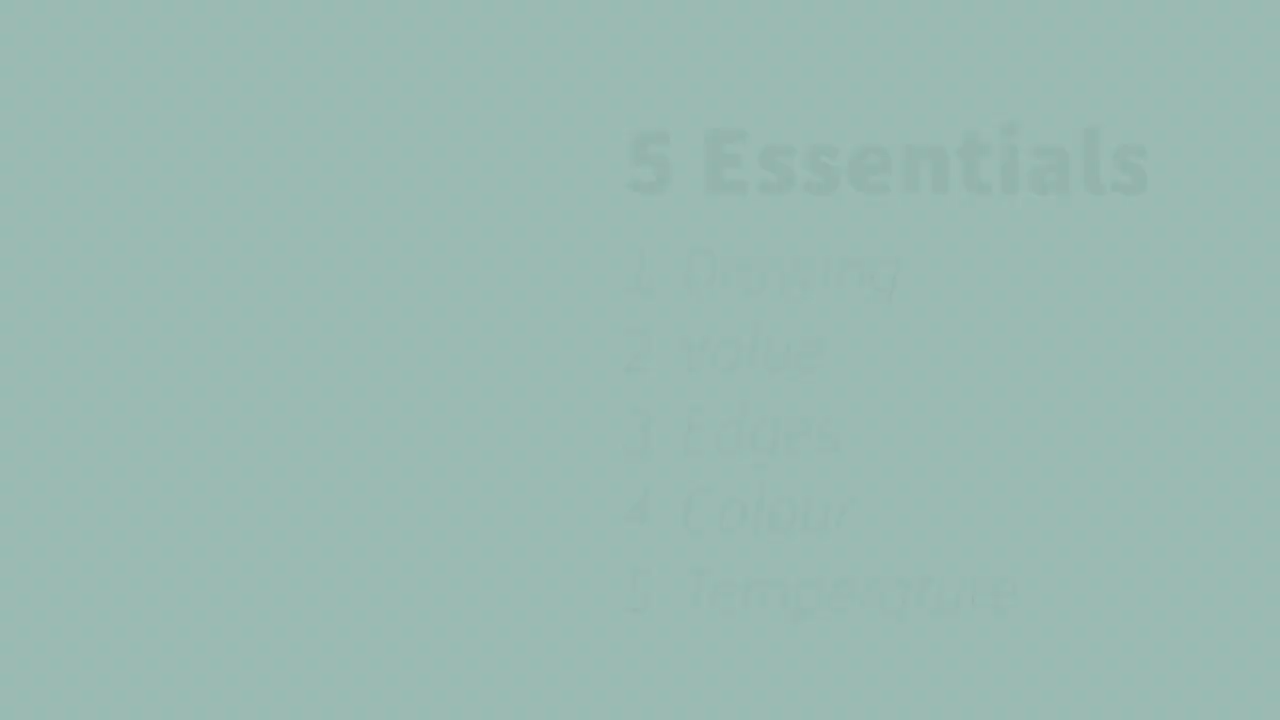 5 Essentials
1 Drawing
2 Value
3 Edges
4 Colour
5 Temperature